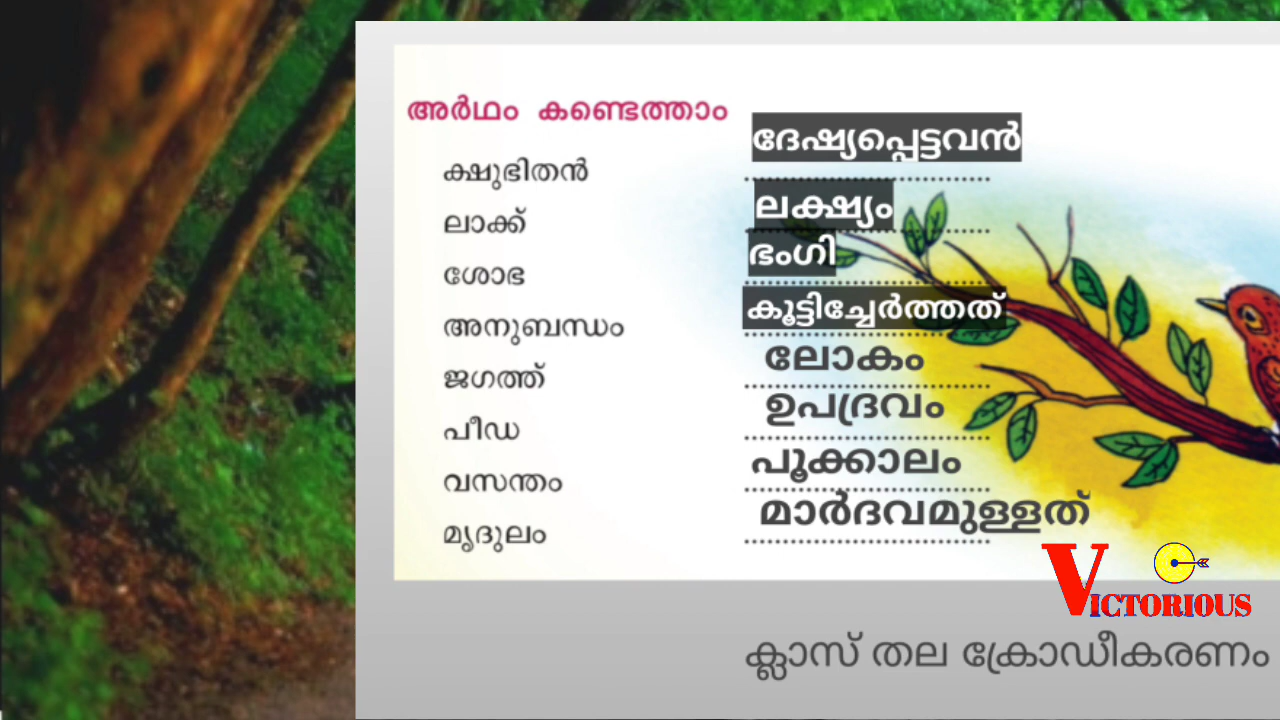 അർഥം കണ്ടെത്താം
ക്ഷുഭിതൻ ദേഷ്യപ്പെട്ടവൻ
ലാക്ക് ലക്ഷ്യം
ശോഭ ഭംഗി
അനുബന്ധം കൂട്ടിച്ചേർത്തത്
ജഗത്ത് ലോകം
പീഡ ഉപദ്രവം
വസന്തം പൂക്കാലം
മൃദുലം മാർദവമുള്ളത്
VICTORIOUS
ക്ലാസ് തല ക്രോഡീകരണം